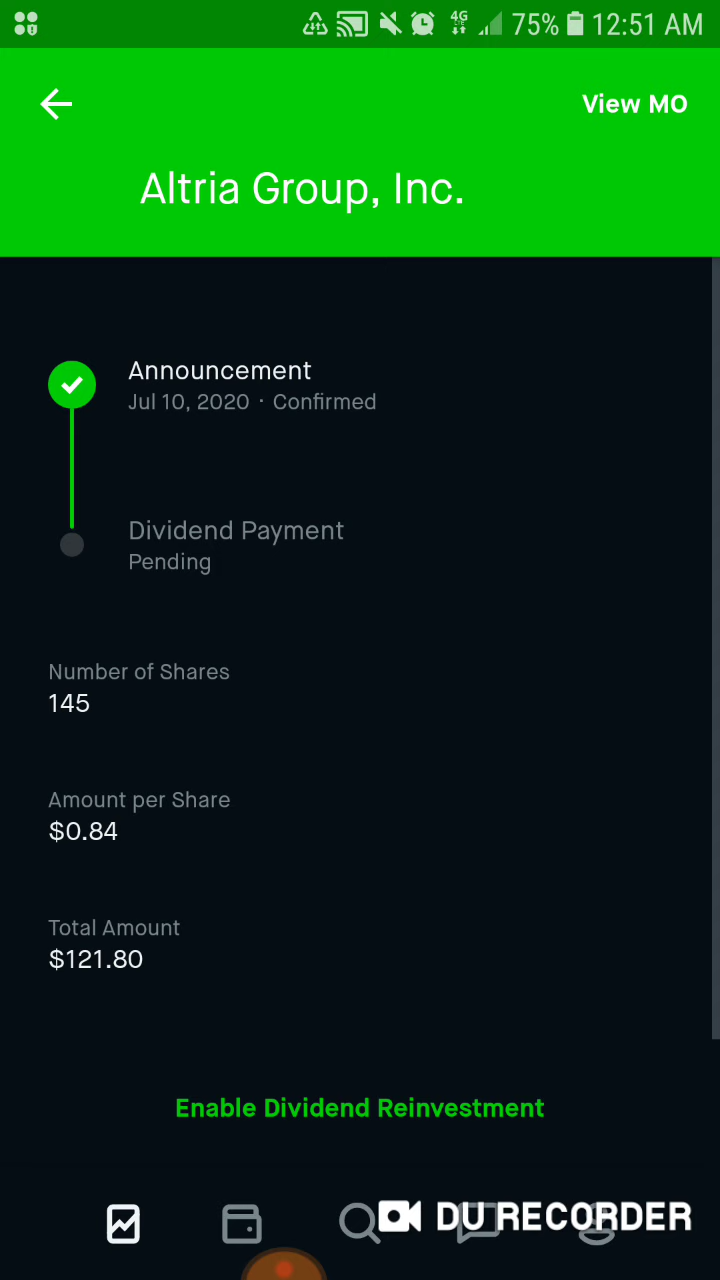 4G 75% 12:51 AM
View MO
Altria Group, Inc.
Announcement
Jul 10, 2020 · Confirmed
Dividend Payment
Pending
Number of Shares
145
Amount per Share
$0.84
Total Amount
$121.80
Enable Dividend Reinvestment
DU RECORDER